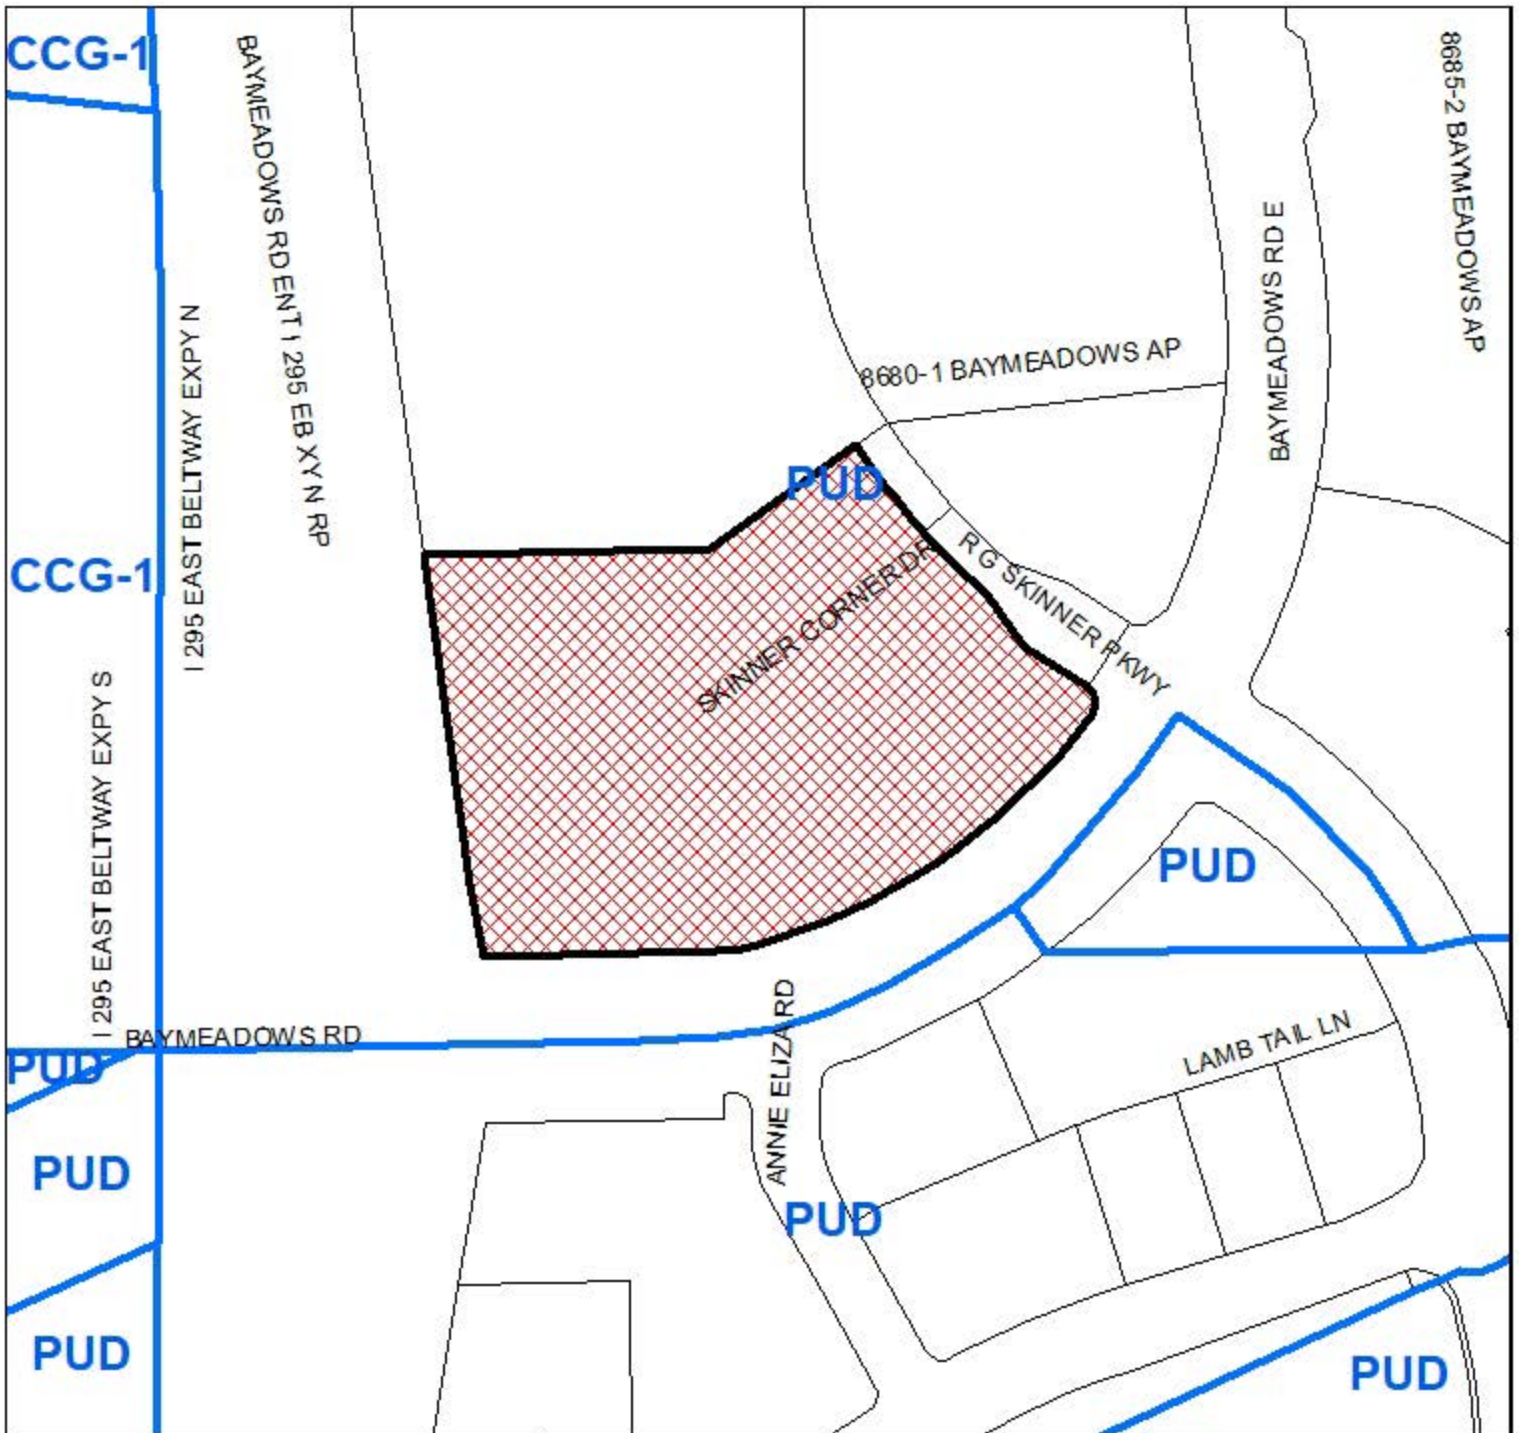 CCG-1
BAYMEADOWS RD ENT I 295 EB XY N RP
8685-2 BAYMEADOWS AP
BAYMEADOWS RD E
I 295 EAST BELTWAY EXPY N
8680-1 BAYMEADOWS AP
PUD
CCG-1
SKINNER CORNER DR
R G SKINNER PKWY
I 295 EAST BELTWAY EXPY S
PUD
BAYMEADOWS RD
ANNIE ELIZA RD
LAMB TAIL LN
PUD
PUD
PUD
PUD
PUD